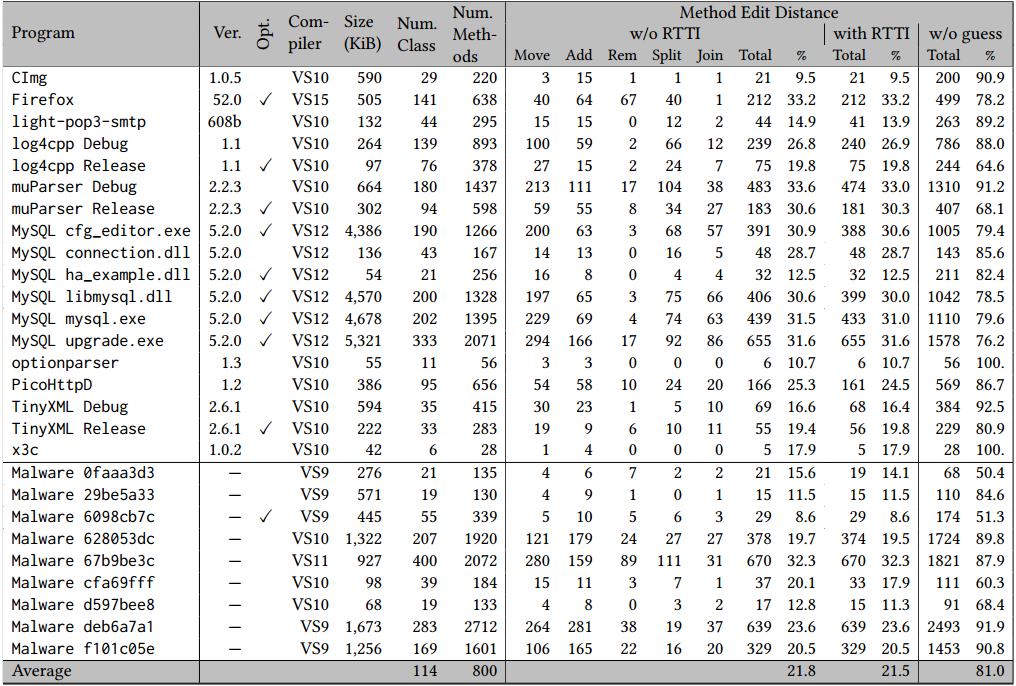 Program Ver. Opt. Com-piler Size (KiB) Num. Class Num. Meth-ods Method Edit Distance
w/o RTTI with RTTI w/o guess
Move Add Rem Split Join Total % Total % Total %
CImg 1.0.5 VS10 590 29 220 3 15 1 1 1 21 9.5 21 9.5 200 90.9
Firefox 52.0 ✓ VS15 505 141 638 40 64 67 40 1 212 33.2 212 33.2 499 78.2
light-pop3-smtp 608b VS10 132 44 295 15 15 0 12 2 44 14.9 41 13.9 263 89.2
log4cpp Debug 1.1 VS10 264 139 893 100 59 2 66 12 239 26.8 240 26.9 786 88.0
log4cpp Release 1.1 ✓ VS10 97 76 378 27 15 2 24 7 75 19.8 75 19.8 244 64.6
muParser Debug 2.2.3 VS10 664 180 1437 213 111 17 104 38 483 33.6 474 33.0 1310 91.2
muParser Release 2.2.3 ✓ VS10 302 94 598 59 55 8 34 27 183 30.6 181 30.3 407 68.1
MySQL cfg_editor.exe 5.2.0 ✓ VS12 4,386 190 1266 200 63 3 68 57 391 30.9 388 30.6 1005 79.4
MySQL connection.dll 5.2.0 VS12 136 43 167 14 13 0 16 5 48 28.7 48 28.7 143 85.6
MySQL ha_example.dll 5.2.0 ✓ VS12 54 21 256 16 8 0 4 4 32 12.5 32 12.5 211 82.4
MySQL libmysql.dll 5.2.0 ✓ VS12 4,570 200 1328 197 65 3 75 66 406 30.6 399 30.0 1042 78.5
MySQL mysql.exe 5.2.0 ✓ VS12 4,678 202 1395 229 69 4 74 63 439 31.5 433 31.0 1110 79.6
MySQL upgrade.exe 5.2.0 ✓ VS12 5,321 333 2071 294 166 17 92 86 655 31.6 655 31.6 1578 76.2
optionparser 1.3 VS10 55 11 56 3 3 0 0 0 6 10.7 6 10.7 56 100.
PicoHttpD 1.2 VS10 386 95 656 54 58 10 24 20 166 25.3 161 24.5 569 86.7
TinyXML Debug 2.6.1 VS10 594 35 415 30 23 1 5 10 69 16.6 68 16.4 384 92.5
TinyXML Release 2.6.1 ✓ VS10 222 33 283 19 9 6 10 11 55 19.4 56 19.8 229 80.9
x3c 1.0.2 VS10 42 6 28 1 4 0 0 0 5 17.9 5 17.9 28 100.
Malware 0faaa3d3 — VS9 276 21 135 4 6 7 2 2 21 15.6 19 14.1 68 50.4
Malware 29be5a33 — VS9 571 19 130 4 9 1 0 1 15 11.5 15 11.5 110 84.6
Malware 6098cb7c — ✓ VS9 445 55 339 5 10 5 6 3 29 8.6 29 8.6 174 51.3
Malware 628053dc — VS10 1,322 207 1920 121 179 24 27 27 378 19.7 374 19.5 1724 89.8
Malware 67b9be3c — VS11 927 400 2072 280 159 89 111 31 670 32.3 670 32.3 1821 87.9
Malware cfa69fff — VS10 98 39 184 15 11 3 7 1 37 20.1 33 17.9 111 60.3
Malware d597bee8 — VS10 68 19 133 4 8 0 3 2 17 12.8 15 11.3 91 68.4
Malware deb6a7a1 — VS9 1,673 283 2712 264 281 38 19 37 639 23.6 639 23.6 2493 91.9
Malware f101c05e — VS9 1,256 169 1601 106 165 22 16 20 329 20.5 329 20.5 1453 90.8
Average 114 800 21.8 21.5 81.0